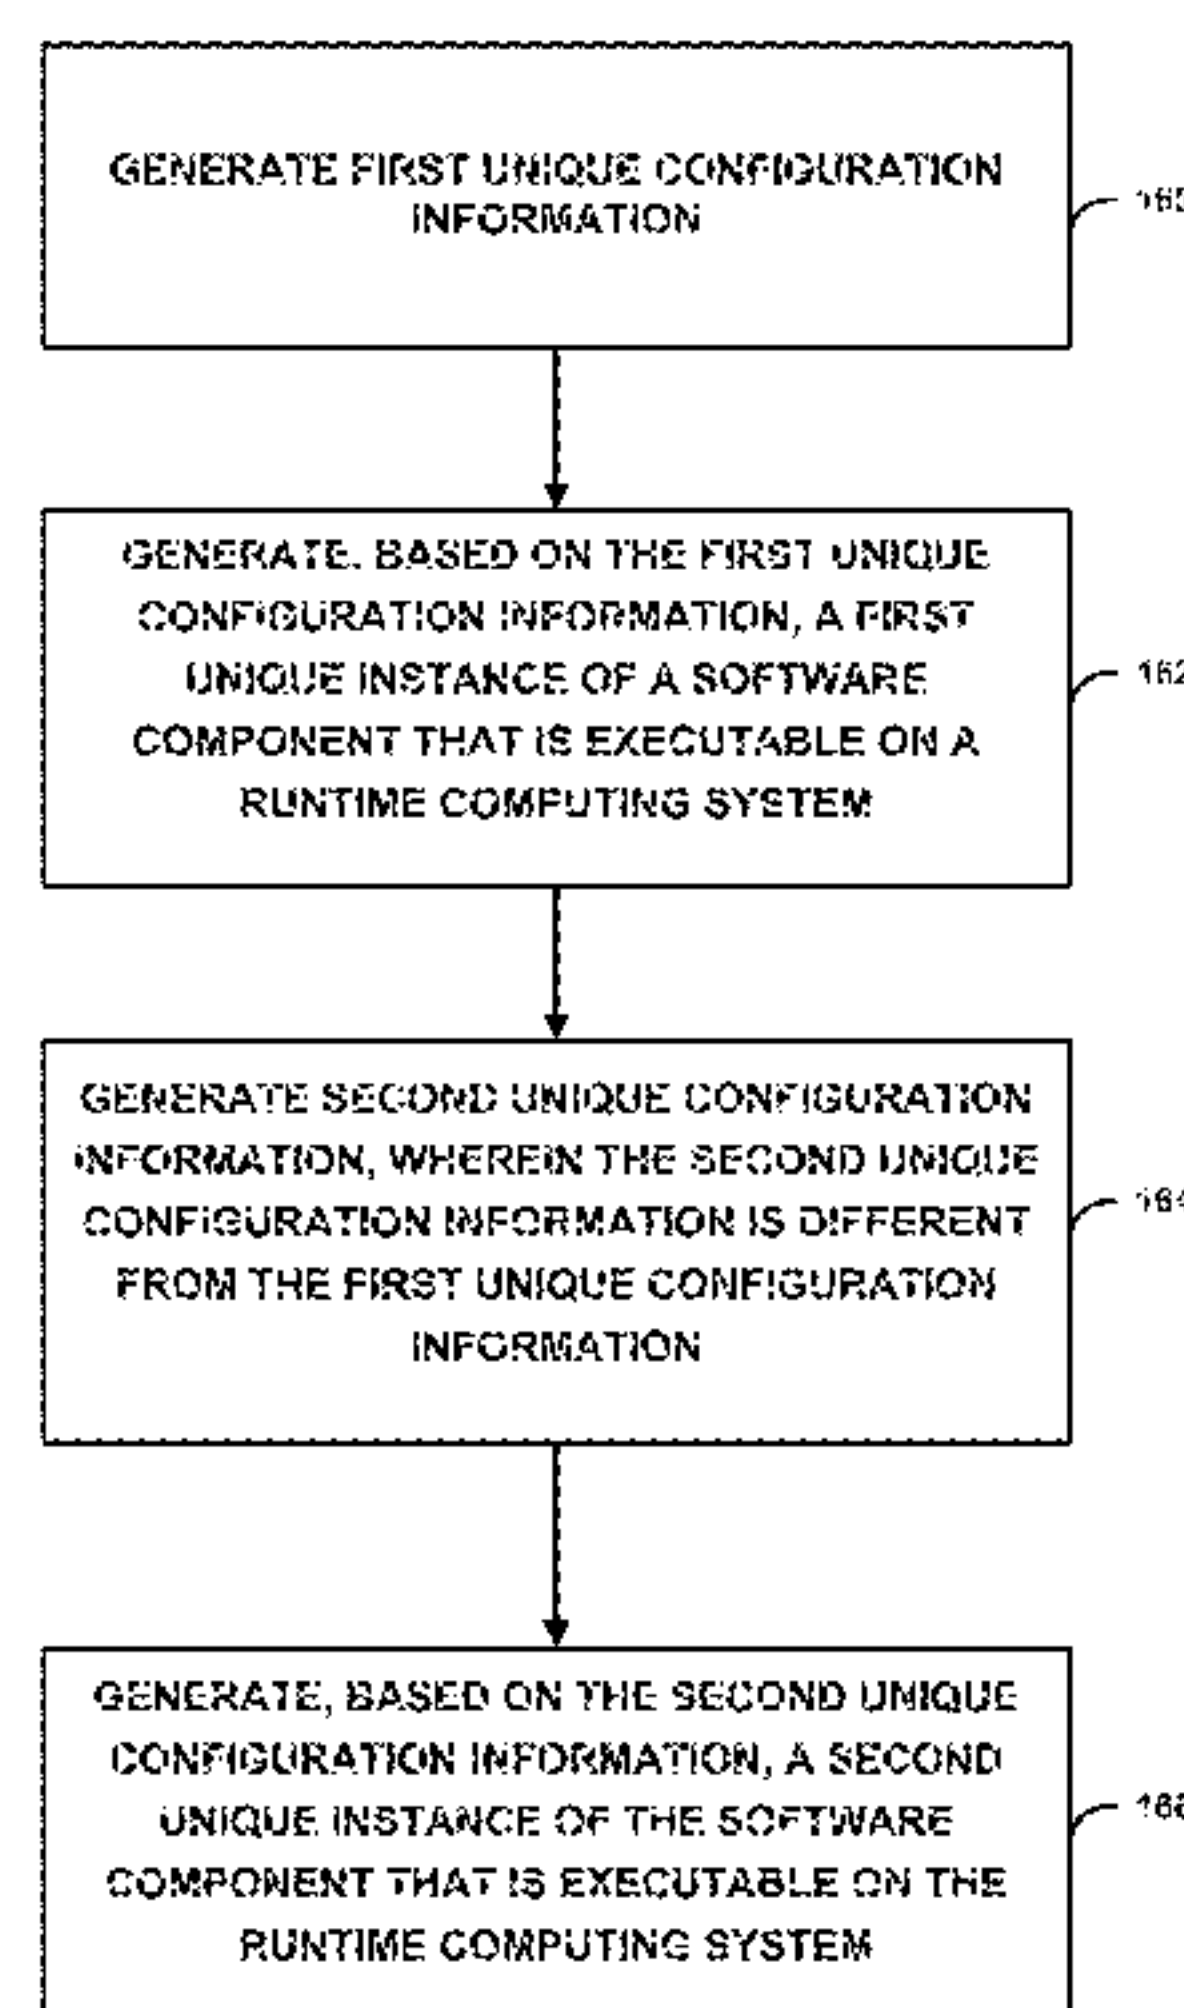 GENERATE FIRST UNIQUE CONFIGURATION
INFORMATION
GENERATE, BASED ON THE FIRST UNIQUE
CONFIGURATION INFORMATION, A FIRST
UNIQUE INSTANCE OF A SOFTWARE
COMPONENT THAT IS EXECUTABLE ON A
RUNTIME COMPUTING SYSTEM
GENERATE SECOND UNIQUE CONFIGURATION
INFORMATION, WHEREIN THE SECOND UNIQUE
CONFIGURATION INFORMATION IS DIFFERENT
FROM THE FIRST UNIQUE CONFIGURATION
INFORMATION
GENERATE, BASED ON THE SECOND UNIQUE
CONFIGURATION INFORMATION, A SECOND
UNIQUE INSTANCE OF THE SOFTWARE
COMPONENT THAT IS EXECUTABLE ON THE
RUNTIME COMPUTING SYSTEM